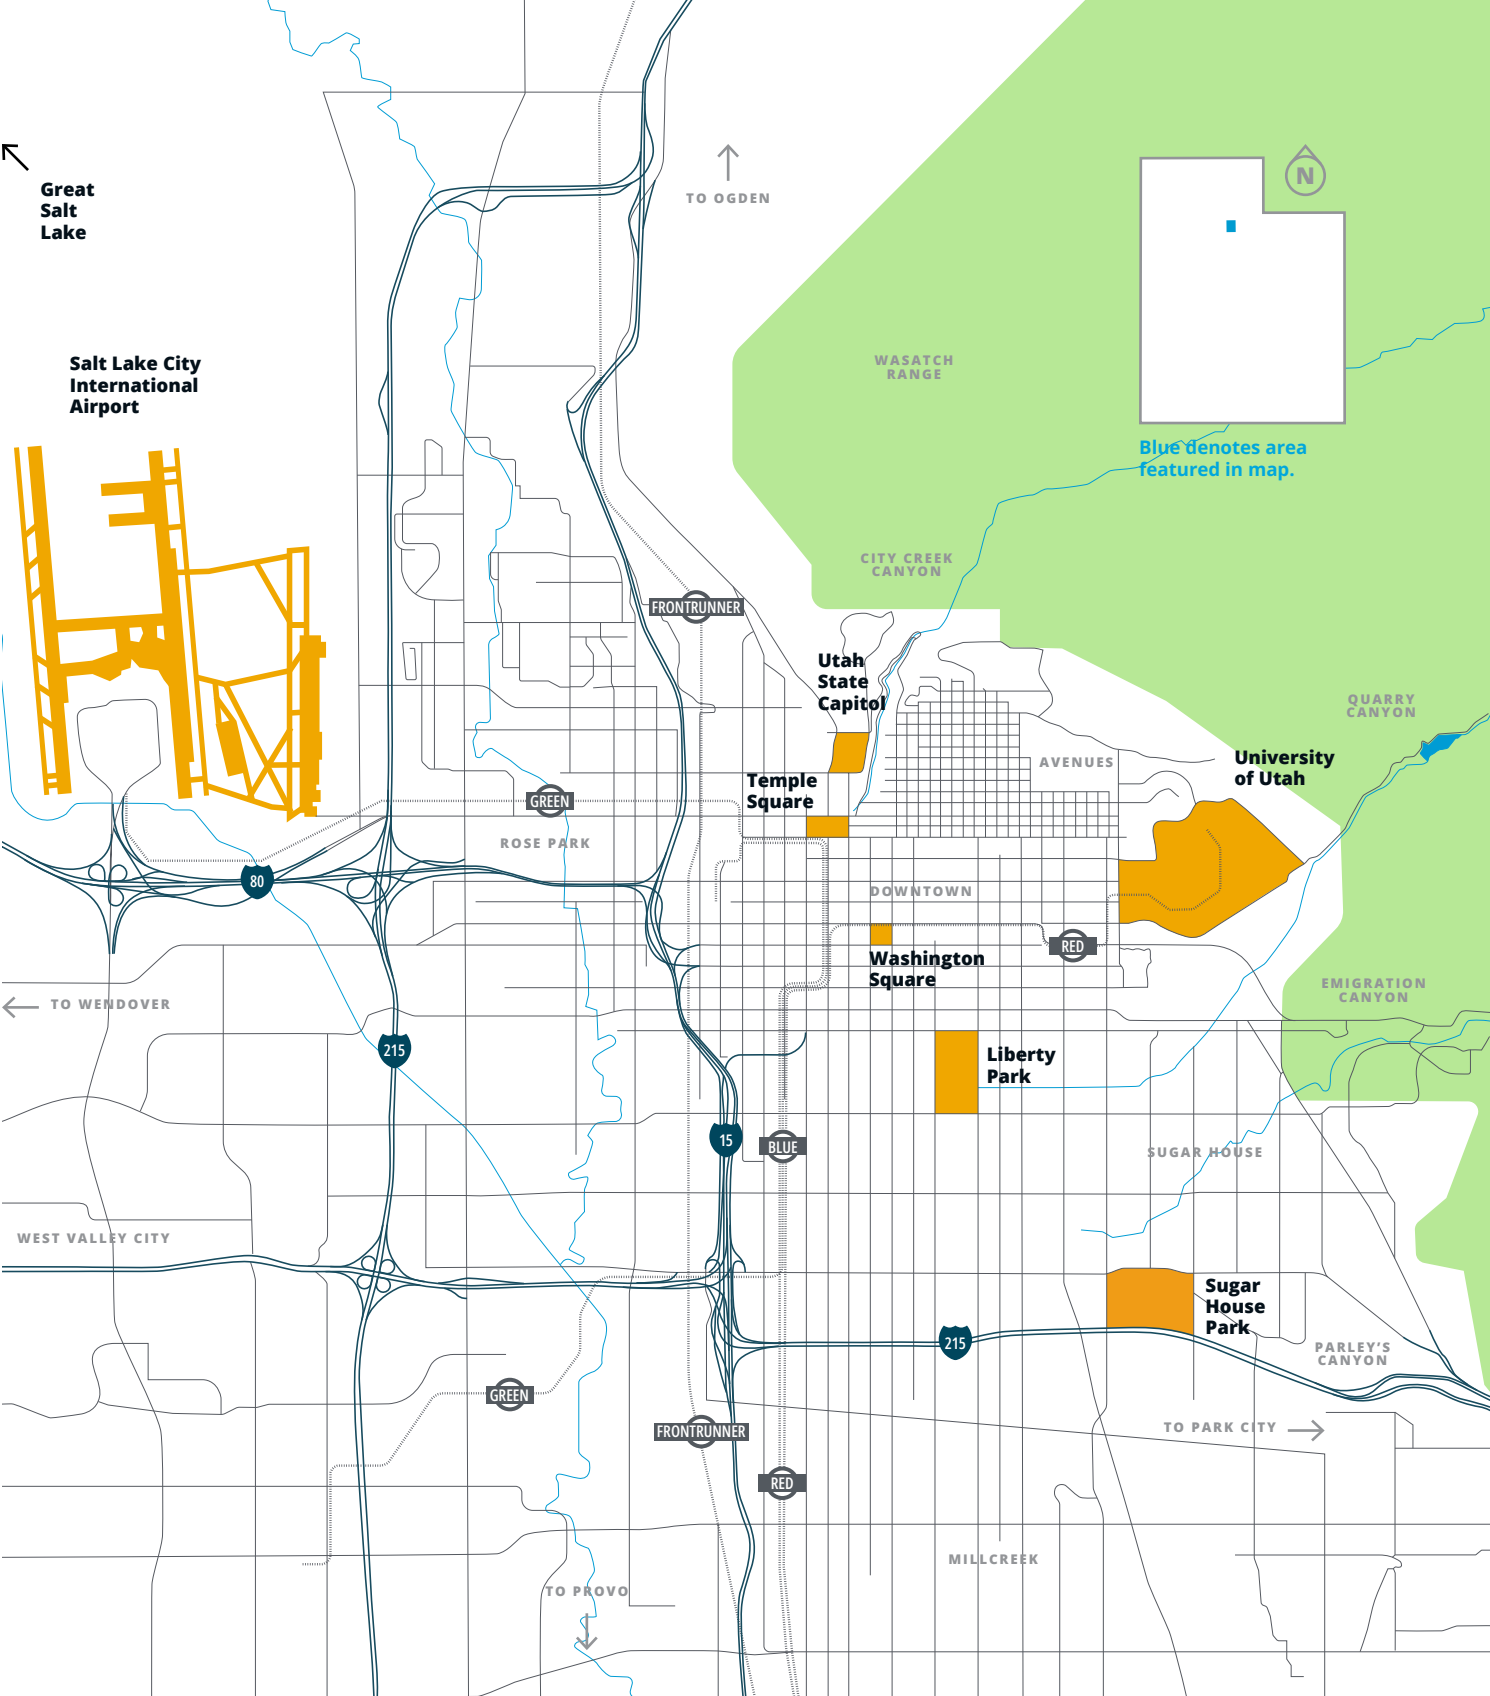 Great
Salt
Lake
TO OGDEN
N
Salt Lake City
International
Airport
WASATCH
RANGE
Blue denotes area
featured in map.
CITY CREEK
CANYON
FRONTRUNNER
Utah
State
Capitol
QUARRY
CANYON
AVENUES
University
of Utah
Temple
Square
GREEN
ROSE PARK
80
DOWNTOWN
RED
Washington
Square
EMIGRATION
CANYON
TO WENDOVER
215
Liberty
Park
15
BLUE
SUGAR HOUSE
WEST VALLEY CITY
Sugar
House
Park
215
PARLEY'S
CANYON
GREEN
FRONTRUNNER
TO PARK CITY
RED
MILLCREEK
TO PROVO